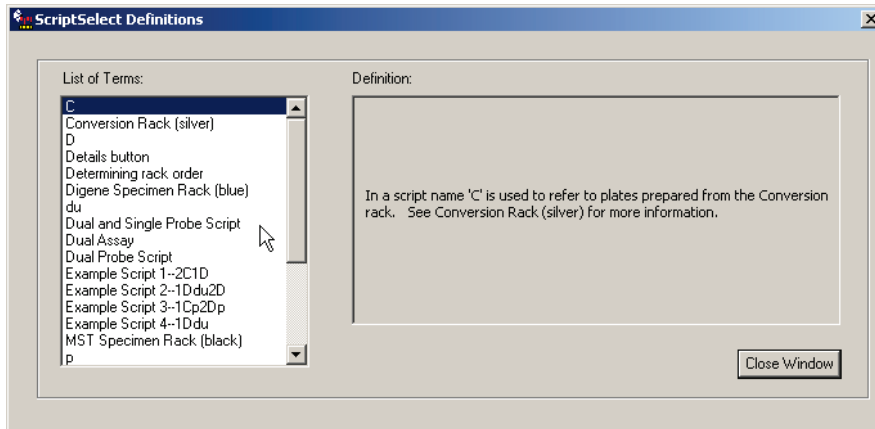 ScriptSelect Definitions
List of Terms:
C
Conversion Rack (silver)
D
Details button
Determining rack order
Digene Specimen Rack (blue)
du
Dual and Single Probe Script
Dual Assay
Dual Probe Script
Example Script 1--2C1D
Example Script 2--1Ddu2D
Example Script 3--1Cp2Dp
Example Script 4--1Ddu
MST Specimen Rack (black)
p
Definition:
In a script name 'C' is used to refer to plates prepared from the Conversion
rack.   See Conversion Rack (silver) for more information.
Close Window